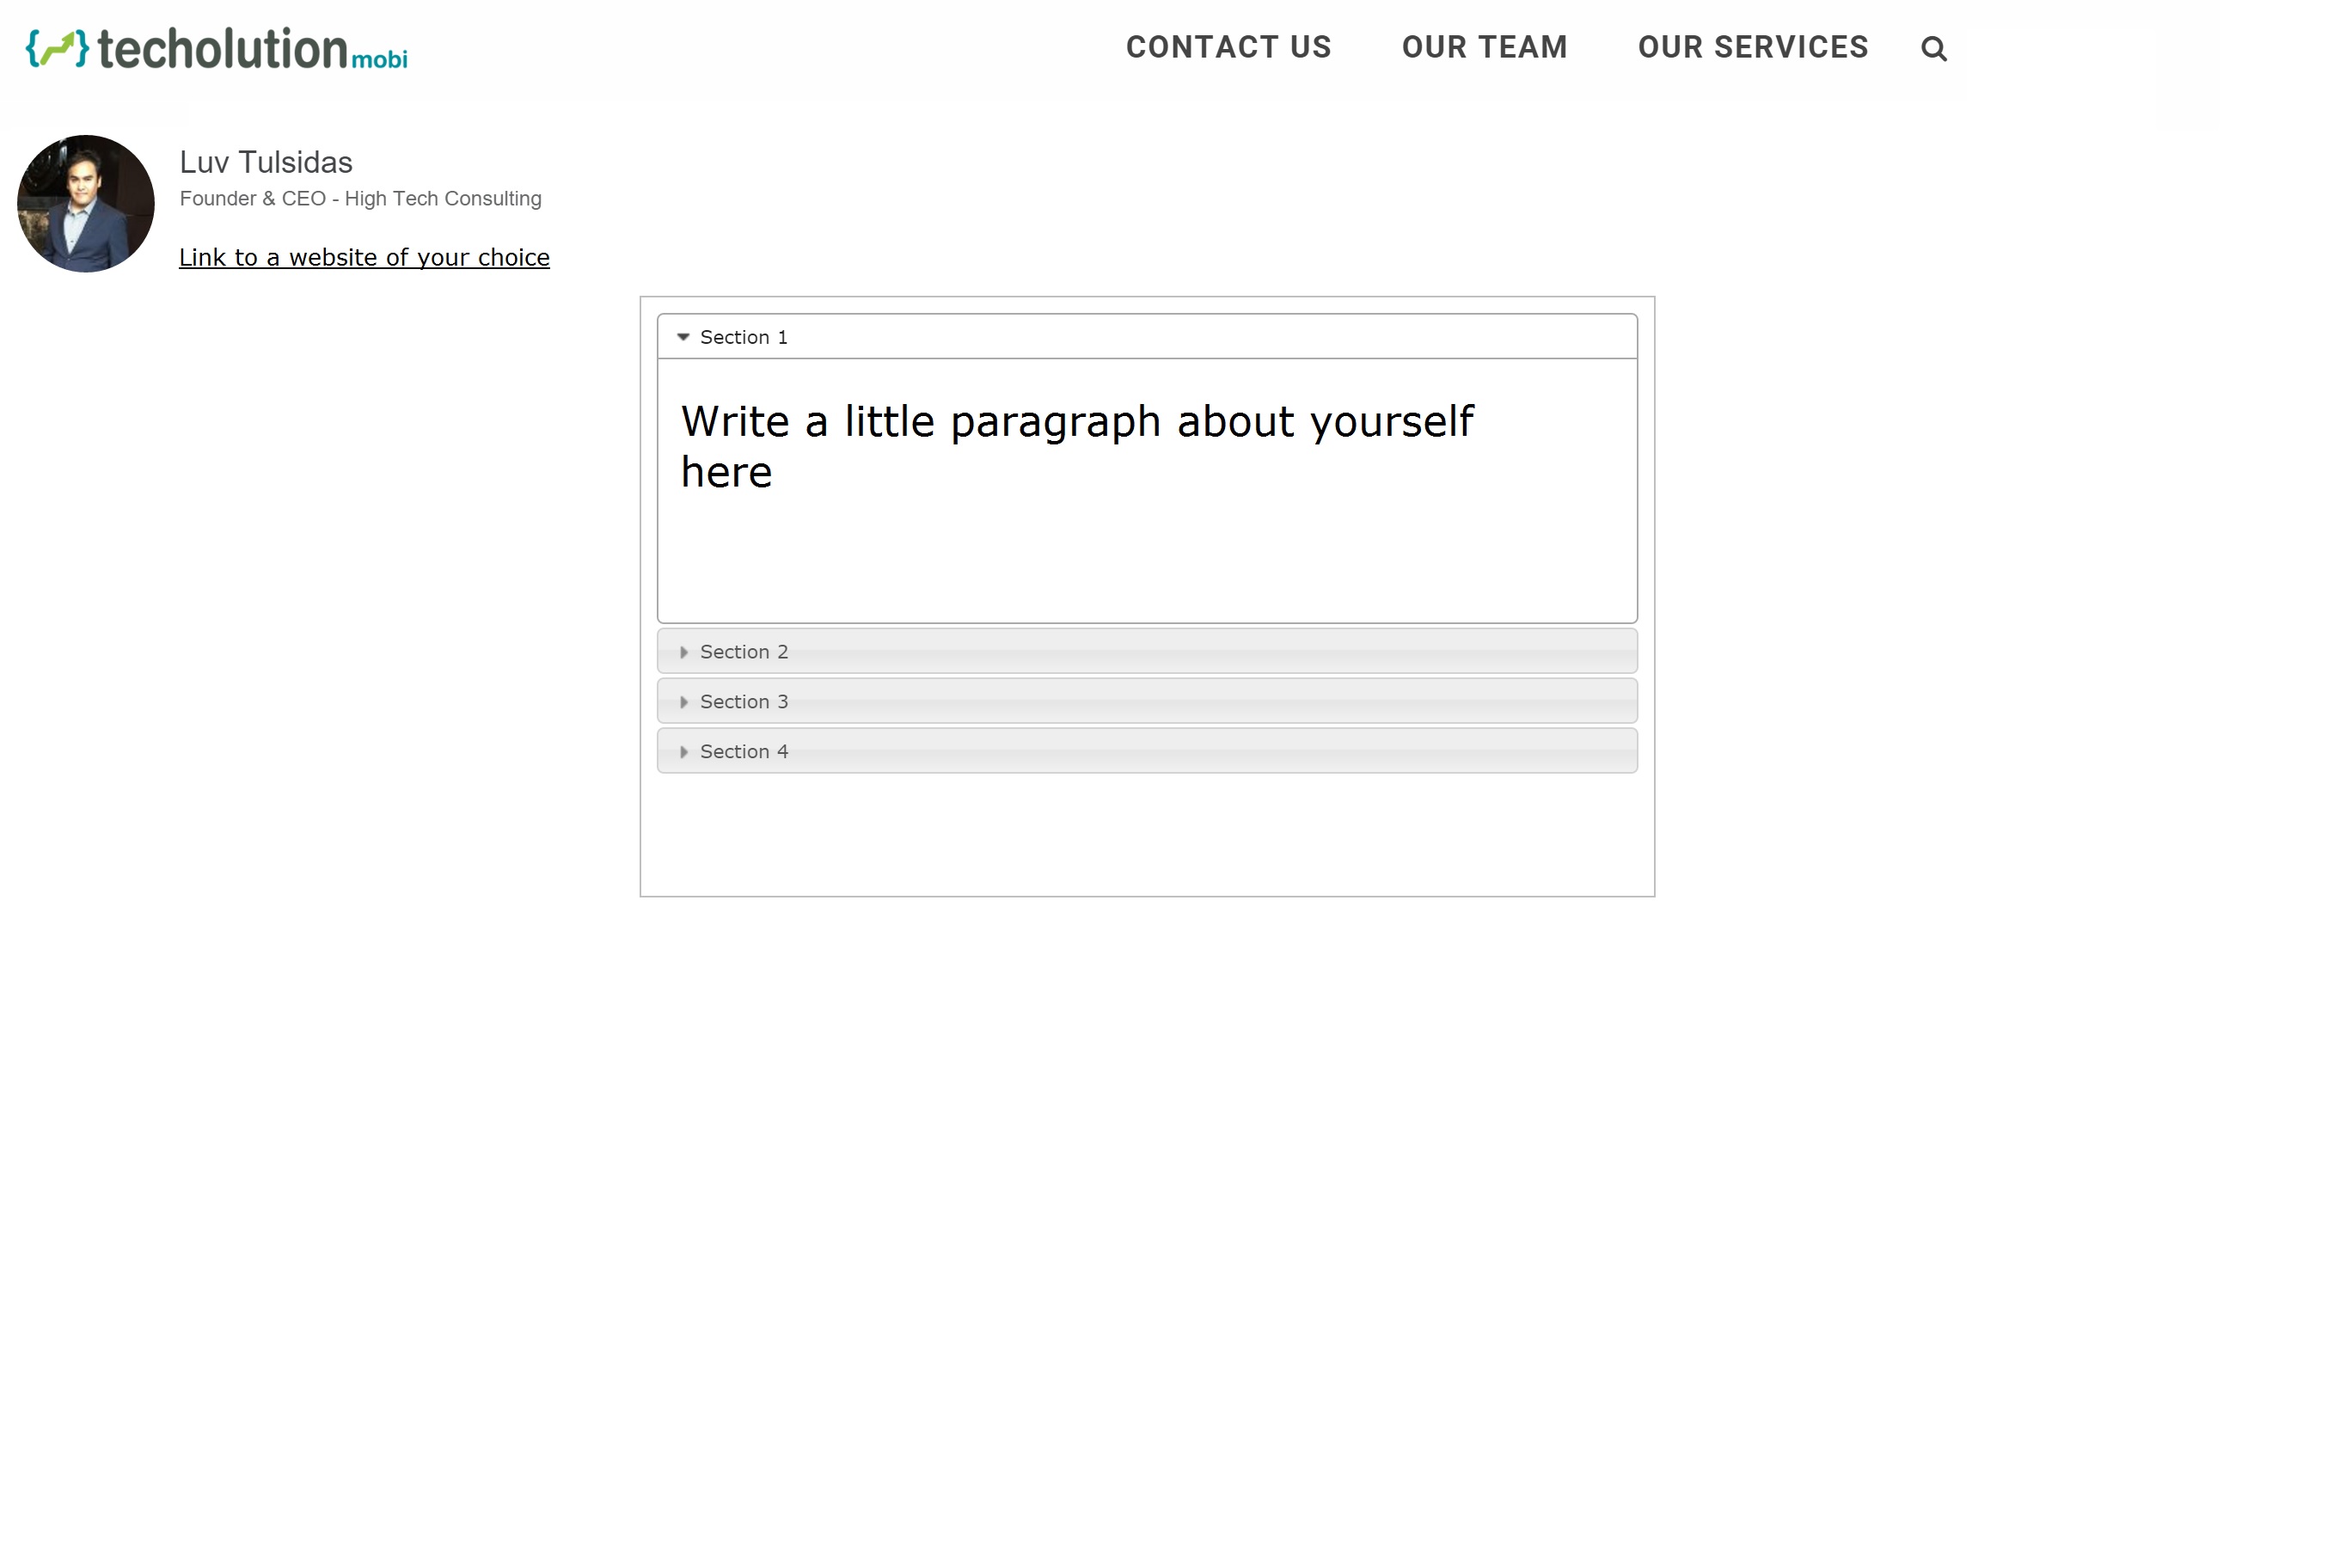 techolution mobi
CONTACT US OUR TEAM OUR SERVICES
Luv Tulsidas
Founder & CEO - High Tech Consulting
Link to a website of your choice
Section 1
Write a little paragraph about yourself
here
Section 2
Section 3
Section 4